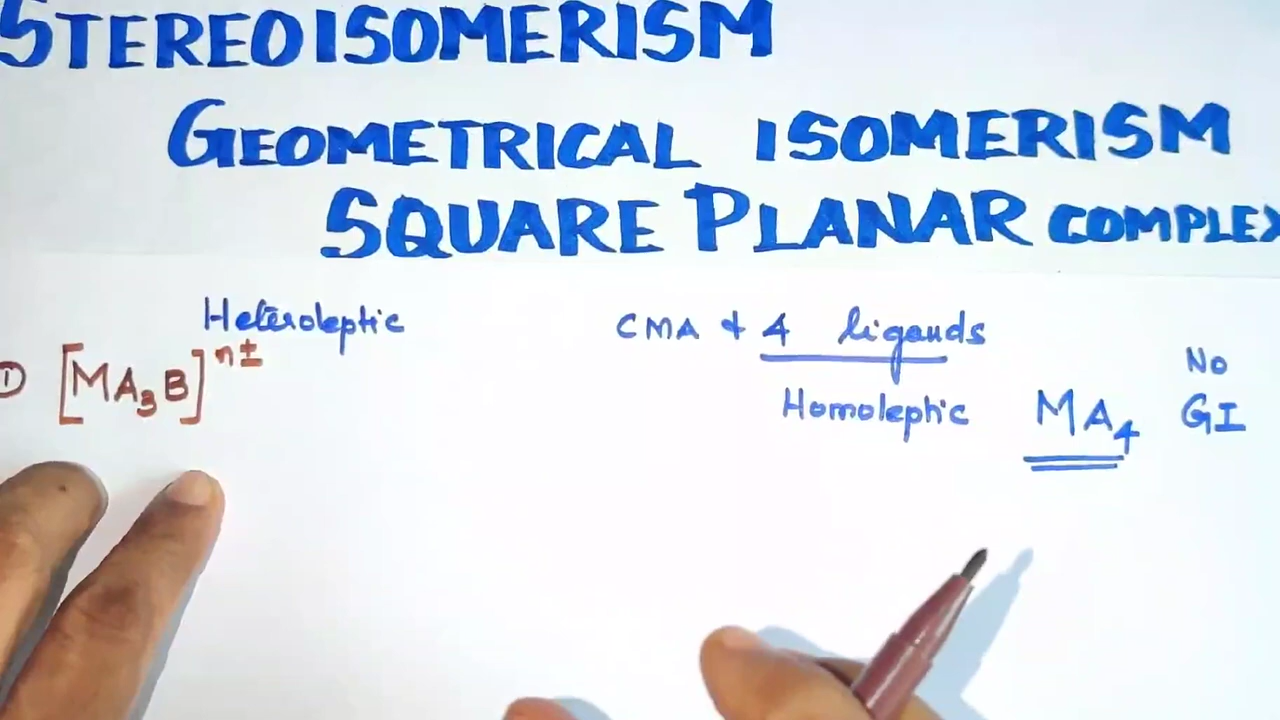 STEREOISOMERISM
GEOMETRICAL ISOMERISM
SQUARE PLANAR COMPLEX
Heteroleptic
① [MA₃B]ⁿ±
CMA + 4 ligands
Homoleptic MA₄
No
GI